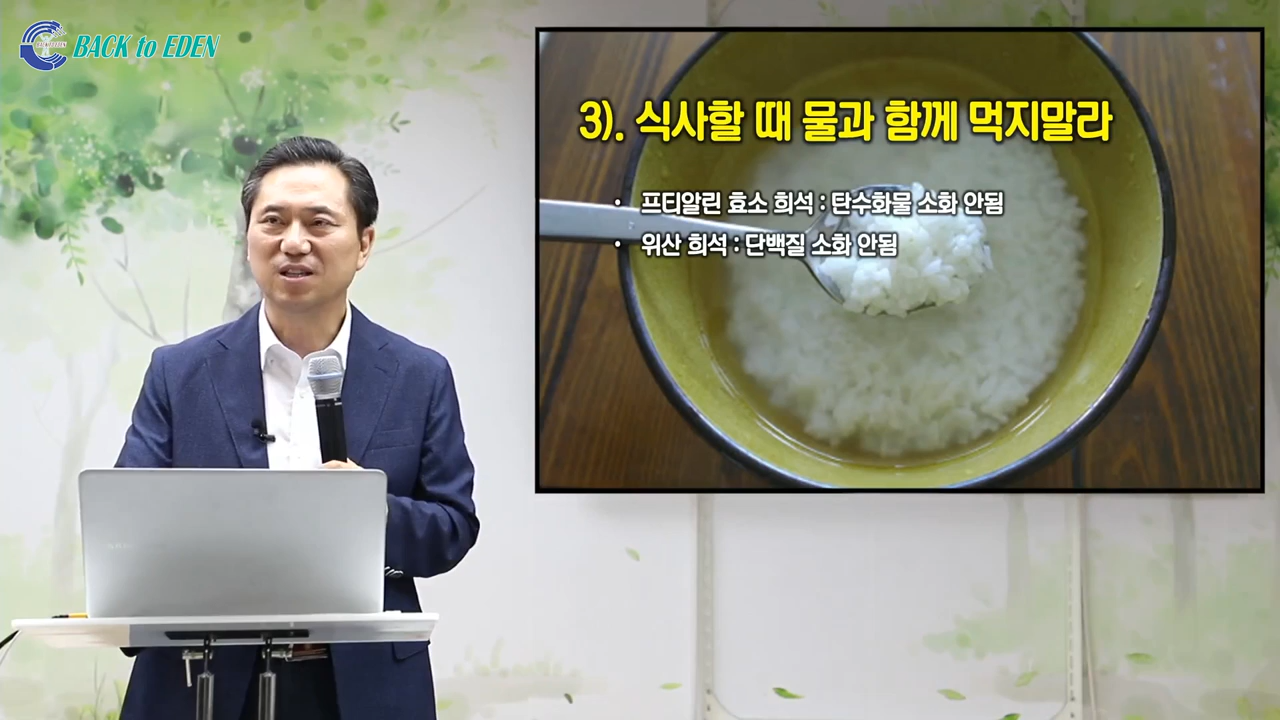 BACK to EDEN
3). 식사할 때 물과 함께 먹지말라
• 프티알린 효소 희석 : 탄수화물 소화 안됨
• 위산 희석 : 단백질 소화 안됨